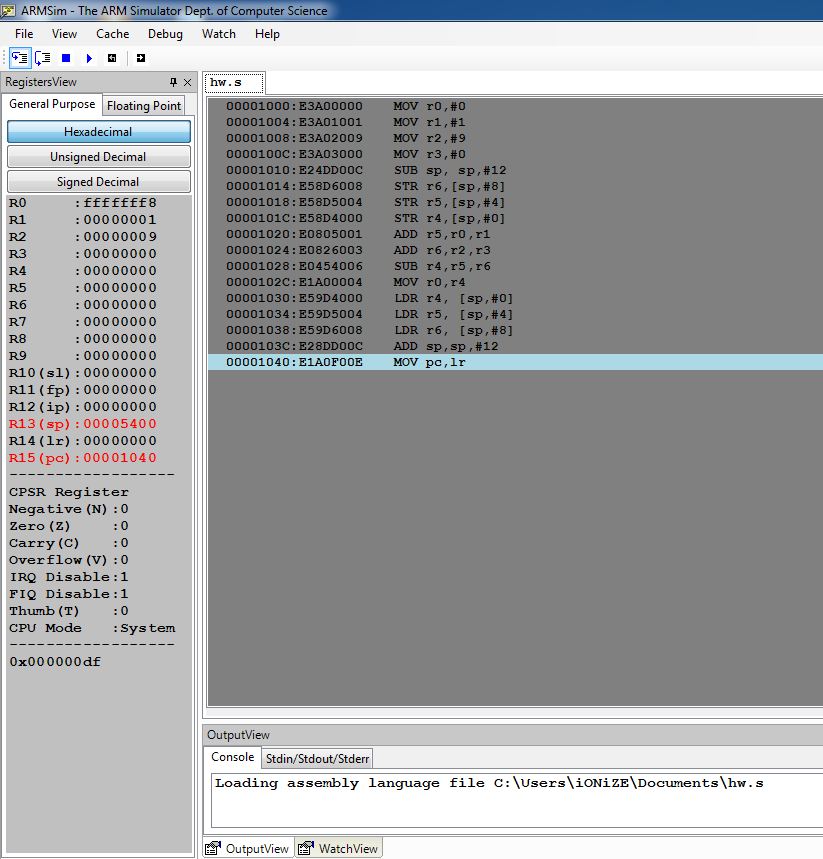 ARMSim - The ARM Simulator Dept. of Computer Science
File View Cache Debug Watch Help
RegistersView
General Purpose Floating Point
Hexadecimal
Unsigned Decimal
Signed Decimal
R0 :fffffff8
R1 :00000001
R2 :00000009
R3 :00000000
R4 :00000000
R5 :00000000
R6 :00000000
R7 :00000000
R8 :00000000
R9 :00000000
R10(sl):00000000
R11(fp):00000000
R12(ip):00000000
R13(sp):00005400
R14(lr):00000000
R15(pc):00001040
------------------
CPSR Register
Negative(N):0
Zero(Z) :0
Carry(C) :0
Overflow(V):0
IRQ Disable:1
FIQ Disable:1
Thumb(T) :0
CPU Mode :System
------------------
0x000000df
hw.s
00001000:E3A00000 MOV r0,#0
00001004:E3A01001 MOV r1,#1
00001008:E3A02009 MOV r2,#9
0000100C:E3A03000 MOV r3,#0
00001010:E24DD00C SUB sp, sp,#12
00001014:E58D6008 STR r6,[sp,#8]
00001018:E58D5004 STR r5,[sp,#4]
0000101C:E58D4000 STR r4,[sp,#0]
00001020:E0805001 ADD r5,r0,r1
00001024:E0826003 ADD r6,r2,r3
00001028:E0454006 SUB r4,r5,r6
0000102C:E1A00004 MOV r0,r4
00001030:E59D4000 LDR r4, [sp,#0]
00001034:E59D5004 LDR r5, [sp,#4]
00001038:E59D6008 LDR r6, [sp,#8]
0000103C:E28DD00C ADD sp,sp,#12
00001040:E1A0F00E MOV pc,lr
OutputView
Console Stdin/Stdout/Stderr
Loading assembly language file C:\Users\iONiZE\Documents\hw.s
OutputView WatchView